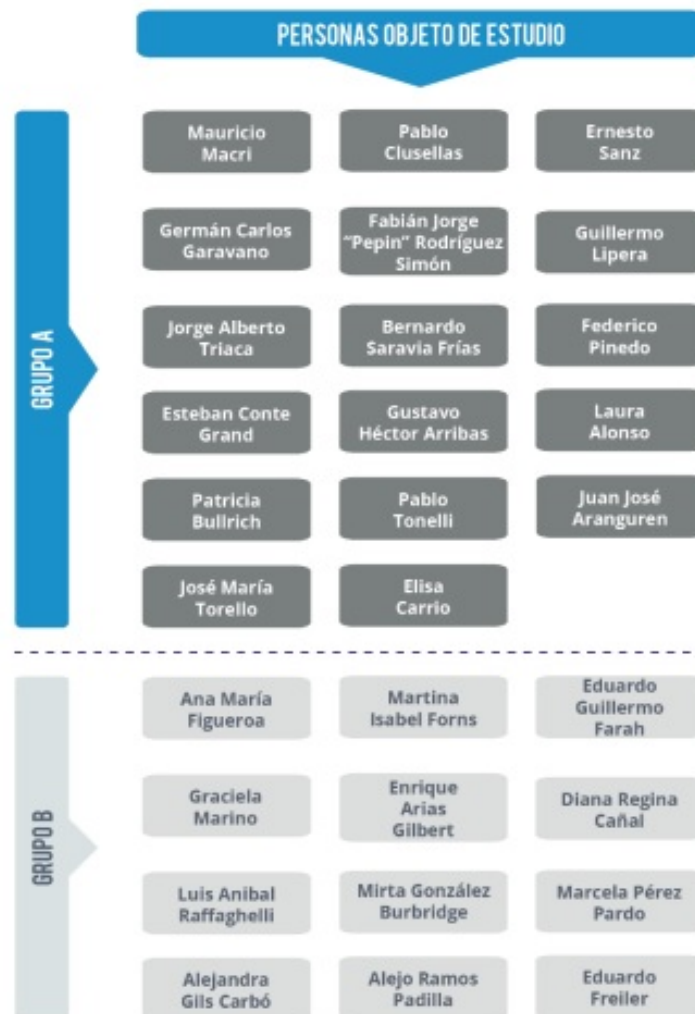 PERSONAS OBJETO DE ESTUDIO
GRUPO A
Mauricio
Macri
Pablo
Clusellas
Ernesto
Sanz
Germán Carlos
Garavano
Fabián Jorge
“Pepin” Rodríguez
Simón
Guillermo
Lipera
Jorge Alberto
Triaca
Bernardo
Saravia Frías
Federico
Pinedo
Esteban Conte
Grand
Gustavo
Héctor Arribas
Laura
Alonso
Patricia
Bullrich
Pablo
Tonelli
Juan José
Aranguren
José María
Torello
Elisa
Carrio
GRUPO B
Ana María
Figueroa
Martina
Isabel Forns
Eduardo
Guillermo
Farah
Graciela
Marino
Enrique
Arias
Gilbert
Diana Regina
Cañal
Luis Anibal
Raffaghelli
Mirta González
Burbridge
Marcela Pérez
Pardo
Alejandra
Gils Carbó
Alejo Ramos
Padilla
Eduardo
Freiler